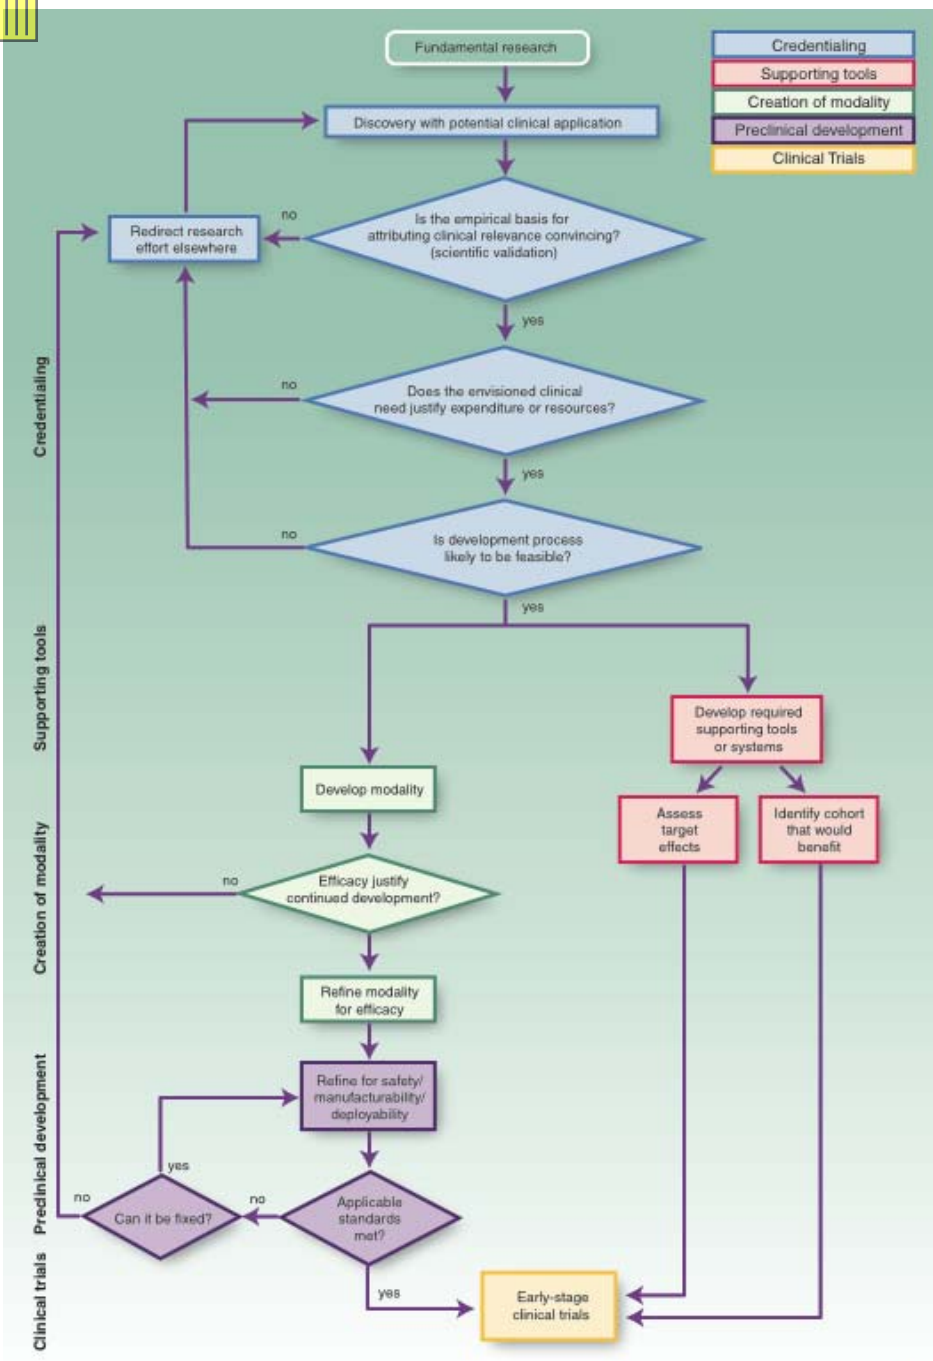 Fundamental research
Credentialing
Supporting tools
Creation of modality
Preclinical development
Clinical Trials
Discovery with potential clinical application
no
Is the empirical basis for
attributing clinical relevance convincing?
(scientific validation)
Redirect research
effort elsewhere
yes
no
Does the envisioned clinical
need justify expenditure or resources?
yes
no
Is development process
likely to be feasible?
yes
Develop required
supporting tools
or systems
Develop modality
Assess
target
effects
Identify cohort
that would
benefit
no
Efficacy justify
continued development?
Refine modality
for efficacy
Refine for safety/
manufacturability/
deployability
yes
no
Can it be fixed?
no
Applicable
standards
met?
yes
Early-stage
clinical trials
Credentialing
Supporting tools
Creation of modality
Preclinical development
Clinical trials